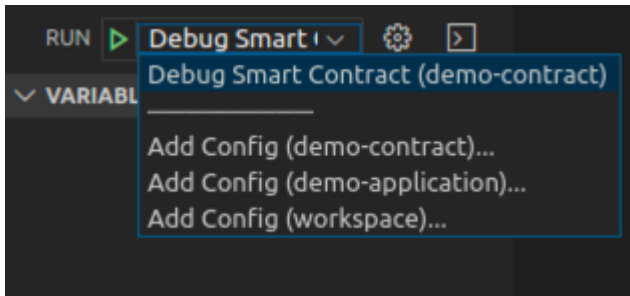 RUN Debug Smart
Debug Smart Contract (demo-contract)
VARIABL
Add Config (demo-contract)...
Add Config (demo-application)...
Add Config (workspace)...